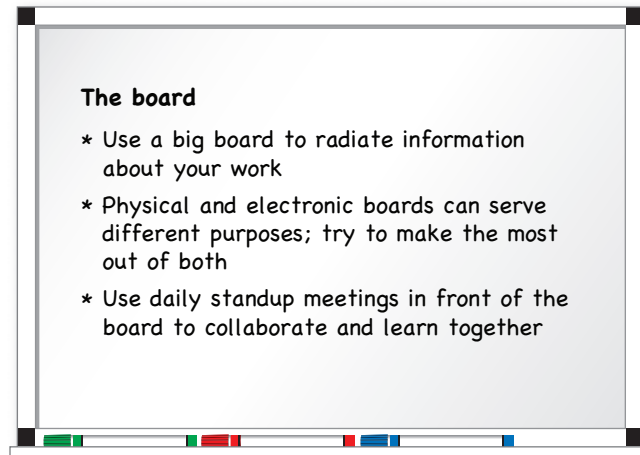 The board
* Use a big board to radiate information
about your work
* Physical and electronic boards can serve
different purposes; try to make the most
out of both
* Use daily standup meetings in front of the
board to collaborate and learn together